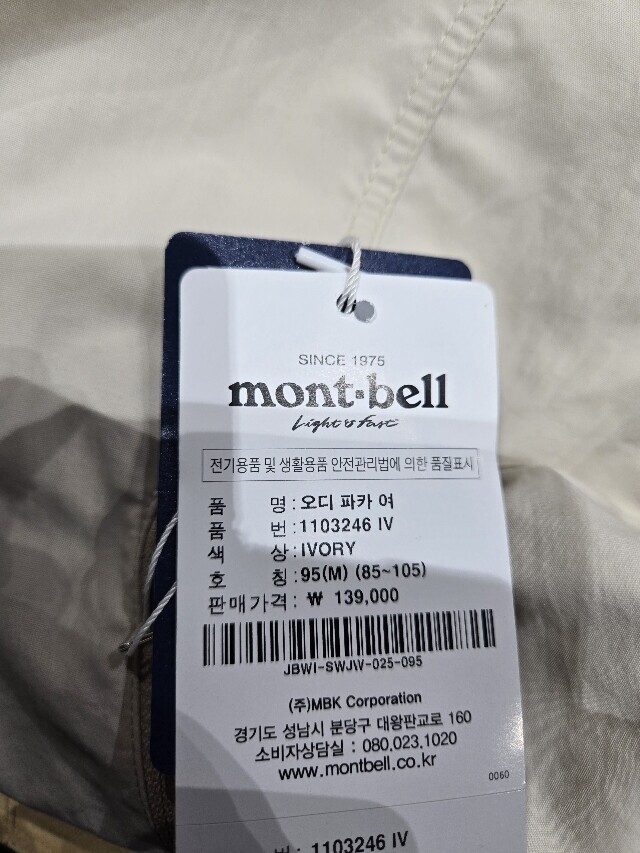 SINCE 1975
mont-bell
Light & Fast
전기용품 및 생활용품 안전관리법에 의한 품질표시
품 명 : 오디 파카 여
품 번 : 1103246 IV
색 상 : IVORY
호 칭 : 95(M) (85~105)
판매가격 : ₩ 139,000
JBWI-SWJW-025-095
(주)MBK Corporation
경기도 성남시 분당구 대왕판교로 160
소비자상담실 : 080.023.1020
www.montbell.co.kr
0060
번 : 1103246 IV